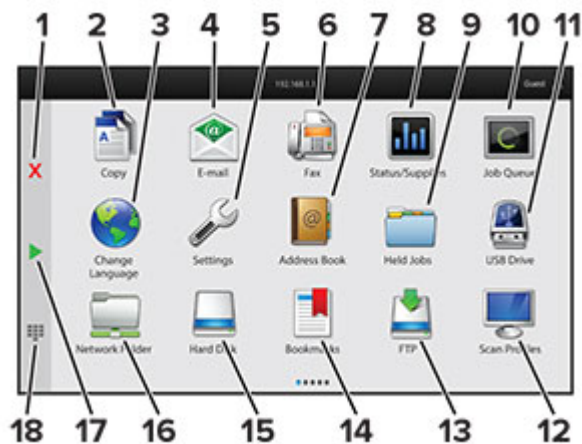 1 2 3 4 5 6 7 8 9 10 11
192.168.1.1 Guest
X
Copy E-mail Fax Status/Supplies Job Queue
Change Language Settings Address Book Held Jobs USB Drive
Network Folder Hard Disk Bookmarks FTP Scan Profiles
18 17 16 15 14 13 12